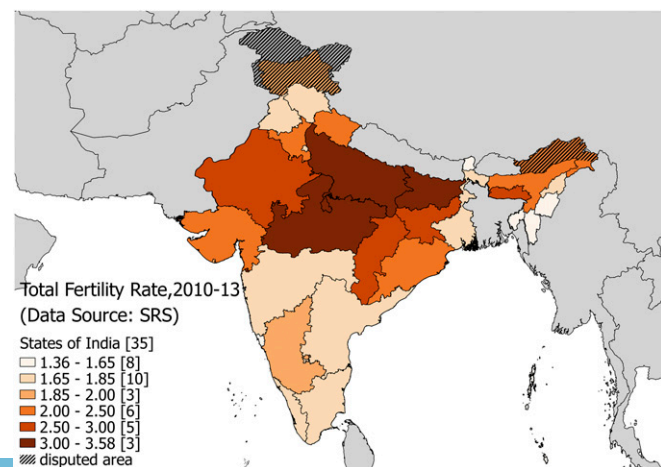 Total Fertility Rate,2010-13
(Data Source: SRS)
States of India [35]
1.36 - 1.65 [8]
1.65 - 1.85 [10]
1.85 - 2.00 [3]
2.00 - 2.50 [6]
2.50 - 3.00 [5]
3.00 - 3.58 [3]
disputed area